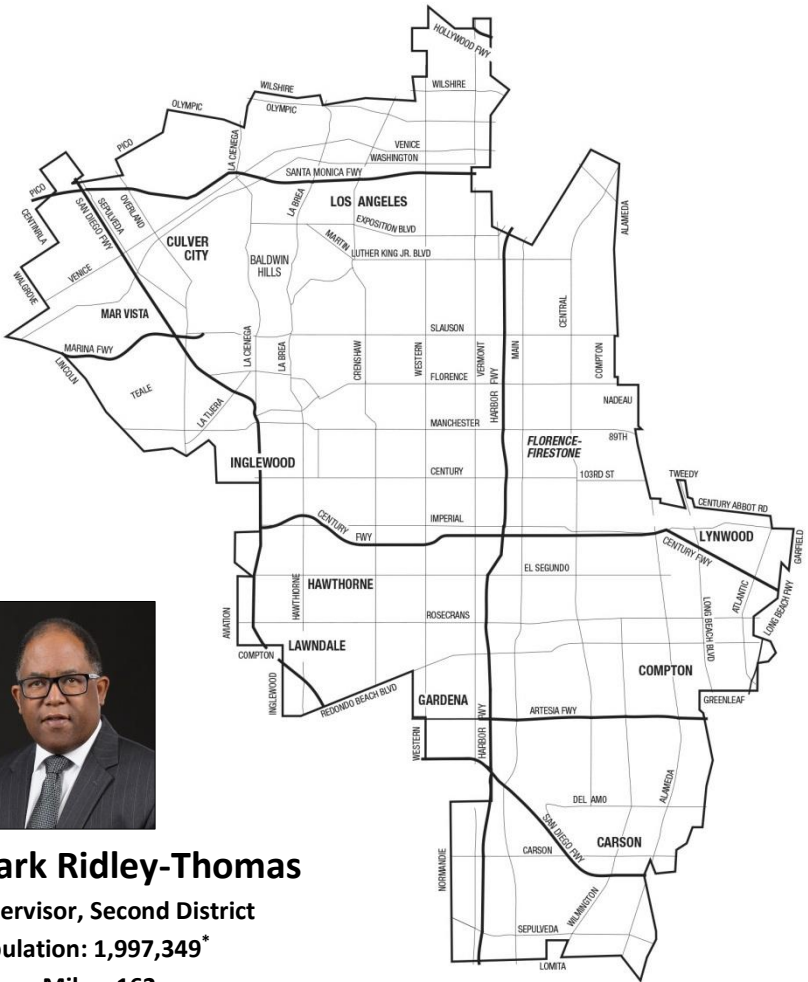 HOLLYWOOD FWY
WILSHIRE
WILSHIRE
OLYMPIC
OLYMPIC
PICO
LA CIENEGA
VENICE
WASHINGTON
SANTA MONICA FWY
PICO
CENTINRLA
SAN DIEGO FWY
SEPULVEDA
OVERLAND
LA BREA
LOS ANGELES
ALAMEDA
EXPOSITION BLVD
MARTIN
LUTHER KING JR. BLVD
CULVER
CITY
BALDWIN
HILLS
WALGROVE
VENICE
MAR VISTA
CENTRAL
SLAUSON
MARINA FWY
LINCOLN
LA CIENEGA
LA BREA
CRENSHAW
WESTERN
VERMONT
MAIN
COMPTON
FLORENCE
HARBOR FWY
TEALE
LA TIJERA
NADEAU
MANCHESTER
89TH
FLORENCE-
FIRESTONE
INGLEWOOD
CENTURY
103RD ST
TWEEDY
CENTURY ABBOT RD
CENTURY
FWY
IMPERIAL
LYNWOOD
CENTURY FWY
GARFIELD
EL SEGUNDO
HAWTHORNE
HAWTHORNE
AVIATION
ATLANTIC
LONG BEACH FWY
LONG BEACH BLVD
ROSECRANS
LAWNDALE
COMPTON
INGLEWOOD
COMPTON
REDONDO BEACH BLVD
GARDENA
GREENLEAF
ARTESIA FWY
WESTERN
HARBOR FWY
ALAMEDA
DEL AMO
SAN DIEGO FWY
CARSON
CARSON
NORMANDIE
WILMINGTON
SEPULVEDA
LOMITA
ark Ridley-Thomas
ervisor, Second District
ulation: 1,997,349*
Miles: 163